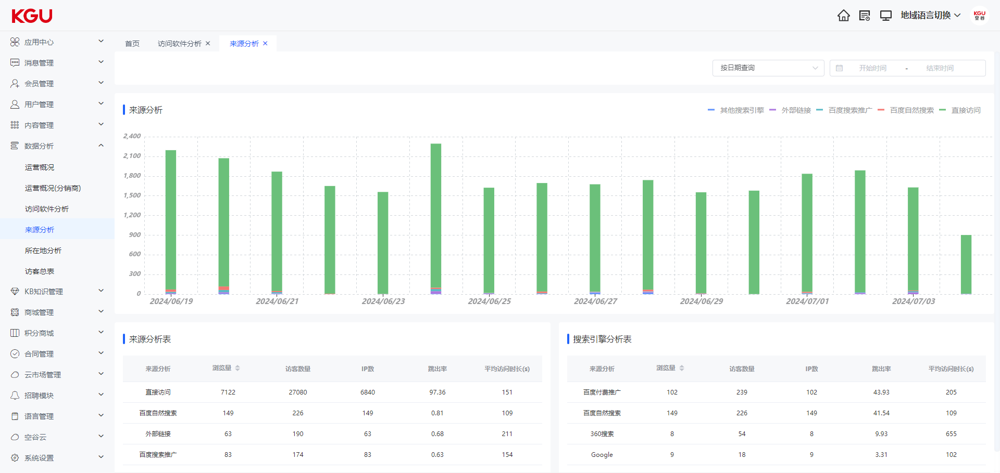 KGU
地域语言切换
KGU
空谷
应用中心
消息管理
会员管理
用户管理
内容管理
数据分析
运营概况
运营概况(分销商)
访问软件分析
来源分析
所在地分析
访客总表
KB知识管理
商城管理
积分商城
合同管理
云市场管理
招聘模块
语言管理
空谷云
系统设置
首页
访问软件分析 ✕
来源分析 ✕
按日期查询
开始时间 - 结束时间
来源分析
其他搜索引擎 外部链接 百度搜索推广 百度自然搜索 直接访问
2,400
2,100
1,800
1,500
1,200
900
600
300
0
2024/06/19 2024/06/21 2024/06/23 2024/06/25 2024/06/27 2024/06/29 2024/07/01 2024/07/03
来源分析表
来源分析 浏览量 访客数量 IP数 跳出率 平均访问时长(s)
直接访问 7122 27080 6840 97.36 151
百度自然搜索 149 226 149 0.81 109
外部链接 63 190 63 0.68 211
百度搜索推广 83 174 83 0.63 154
搜索引擎分析表
来源分析 浏览量 访客数量 IP数 跳出率 平均访问时长(s)
百度付费推广 102 239 102 43.93 205
百度自然搜索 149 226 149 41.54 109
360搜索 8 54 8 9.93 655
Google 9 18 9 3.31 102